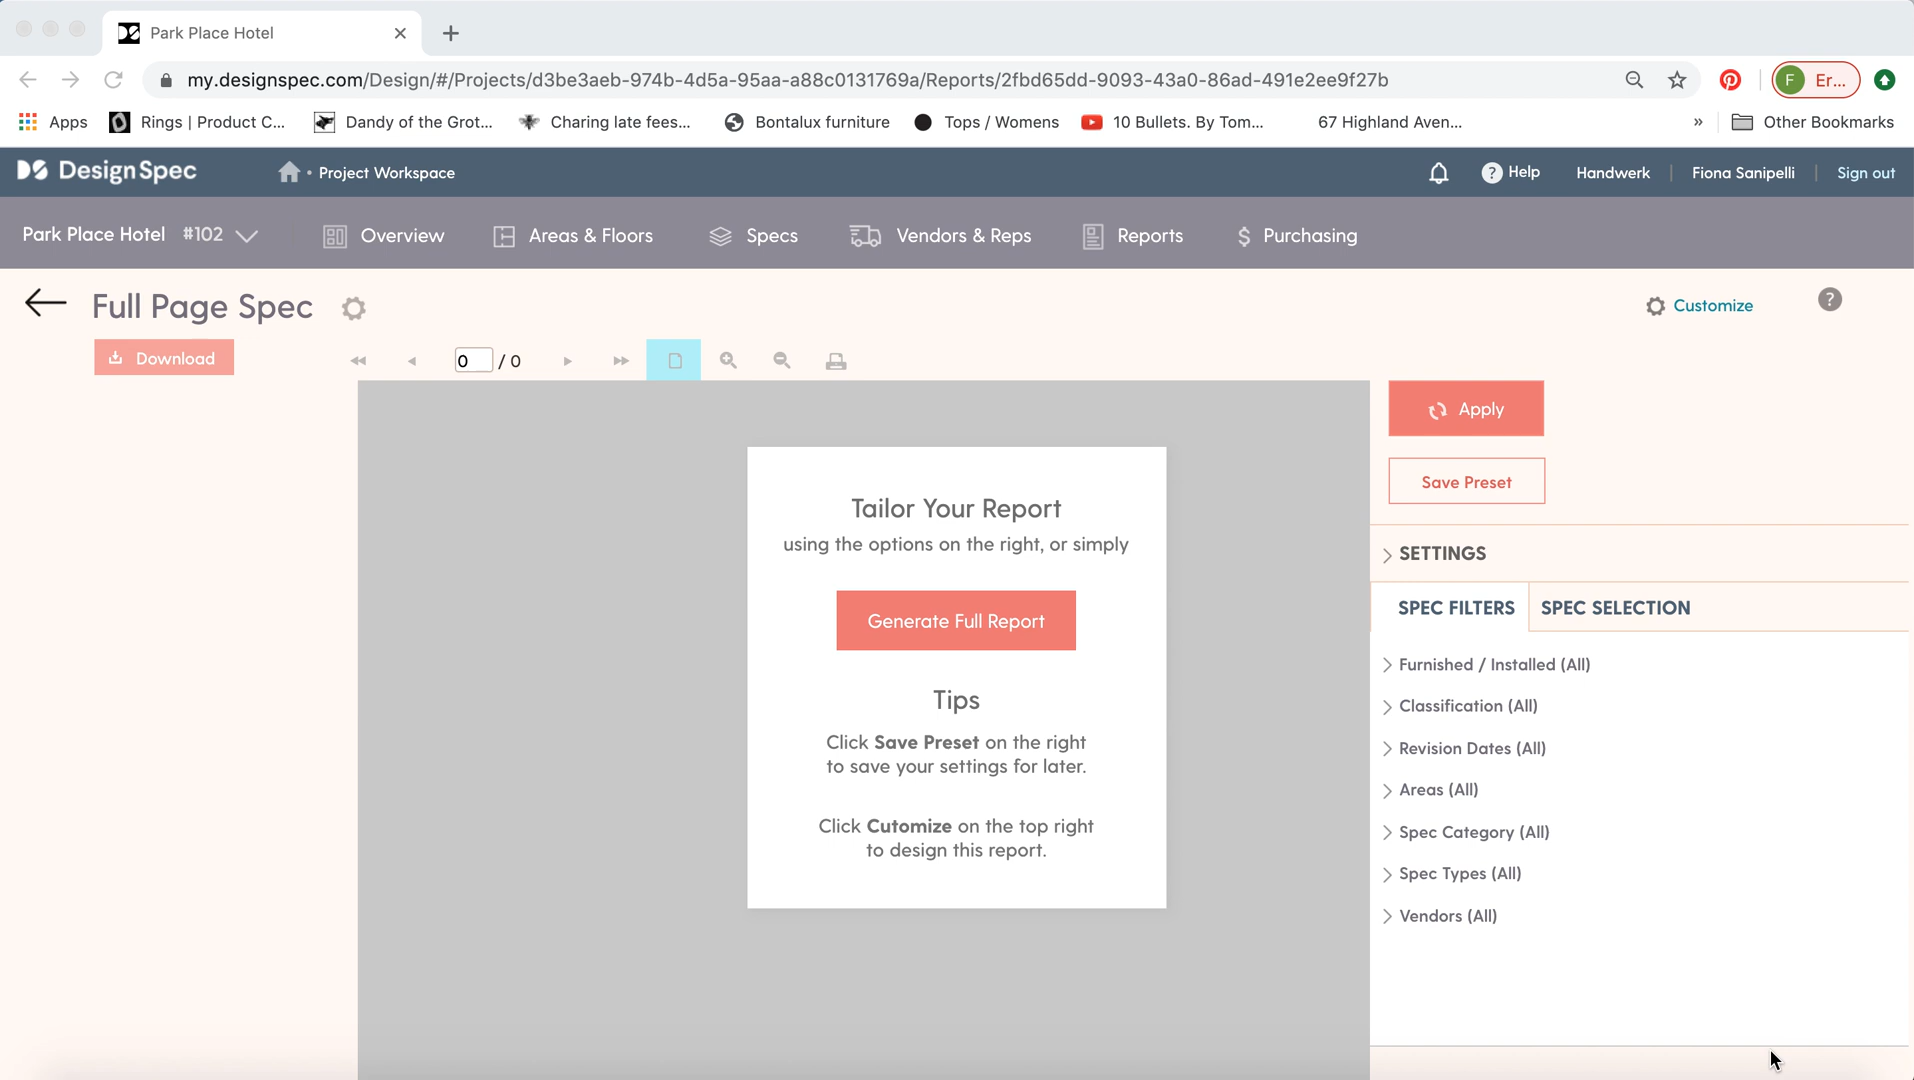 Park Place Hotel
my.designspec.com/Design/#/Projects/d3be3aeb-974b-4d5a-95aa-a88c0131769a/Reports/2fbd65dd-9093-43a0-86ad-491e2ee9f27b
F Er...
Apps Rings | Product C... Dandy of the Grot... Charing late fees... Bontalux furniture Tops / Womens 10 Bullets. By Tom... 67 Highland Aven... » Other Bookmarks
DS DesignSpec • Project Workspace ? Help Handwerk | Fiona Sanipelli | Sign out
Park Place Hotel #102 Overview Areas & Floors Specs Vendors & Reps Reports $ Purchasing
Full Page Spec Customize ?
Download 0 / 0
Apply
Save Preset
Tailor Your Report
using the options on the right, or simply
Generate Full Report
Tips
Click Save Preset on the right
to save your settings for later.
Click Cutomize on the top right
to design this report.
SETTINGS
SPEC FILTERS SPEC SELECTION
Furnished / Installed (All)
Classification (All)
Revision Dates (All)
Areas (All)
Spec Category (All)
Spec Types (All)
Vendors (All)